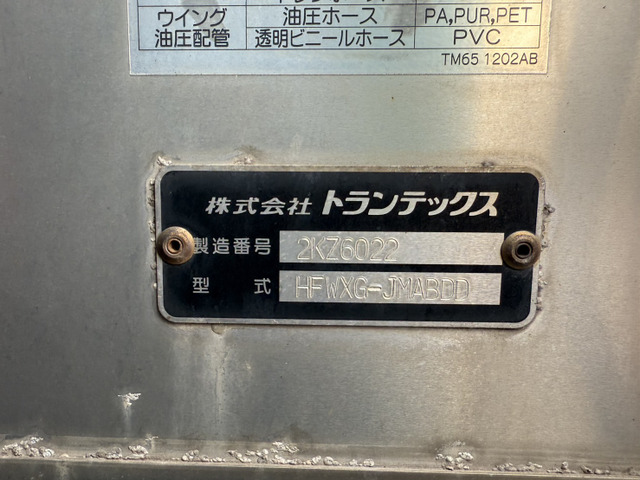 ウイング 油圧ホース PA,PUR,PET
油圧配管 透明ビニールホース PVC
TM65 1202AB
株式会社 トランテックス
製造番号 2KZ6022
型式 HFWXG-JMABDD